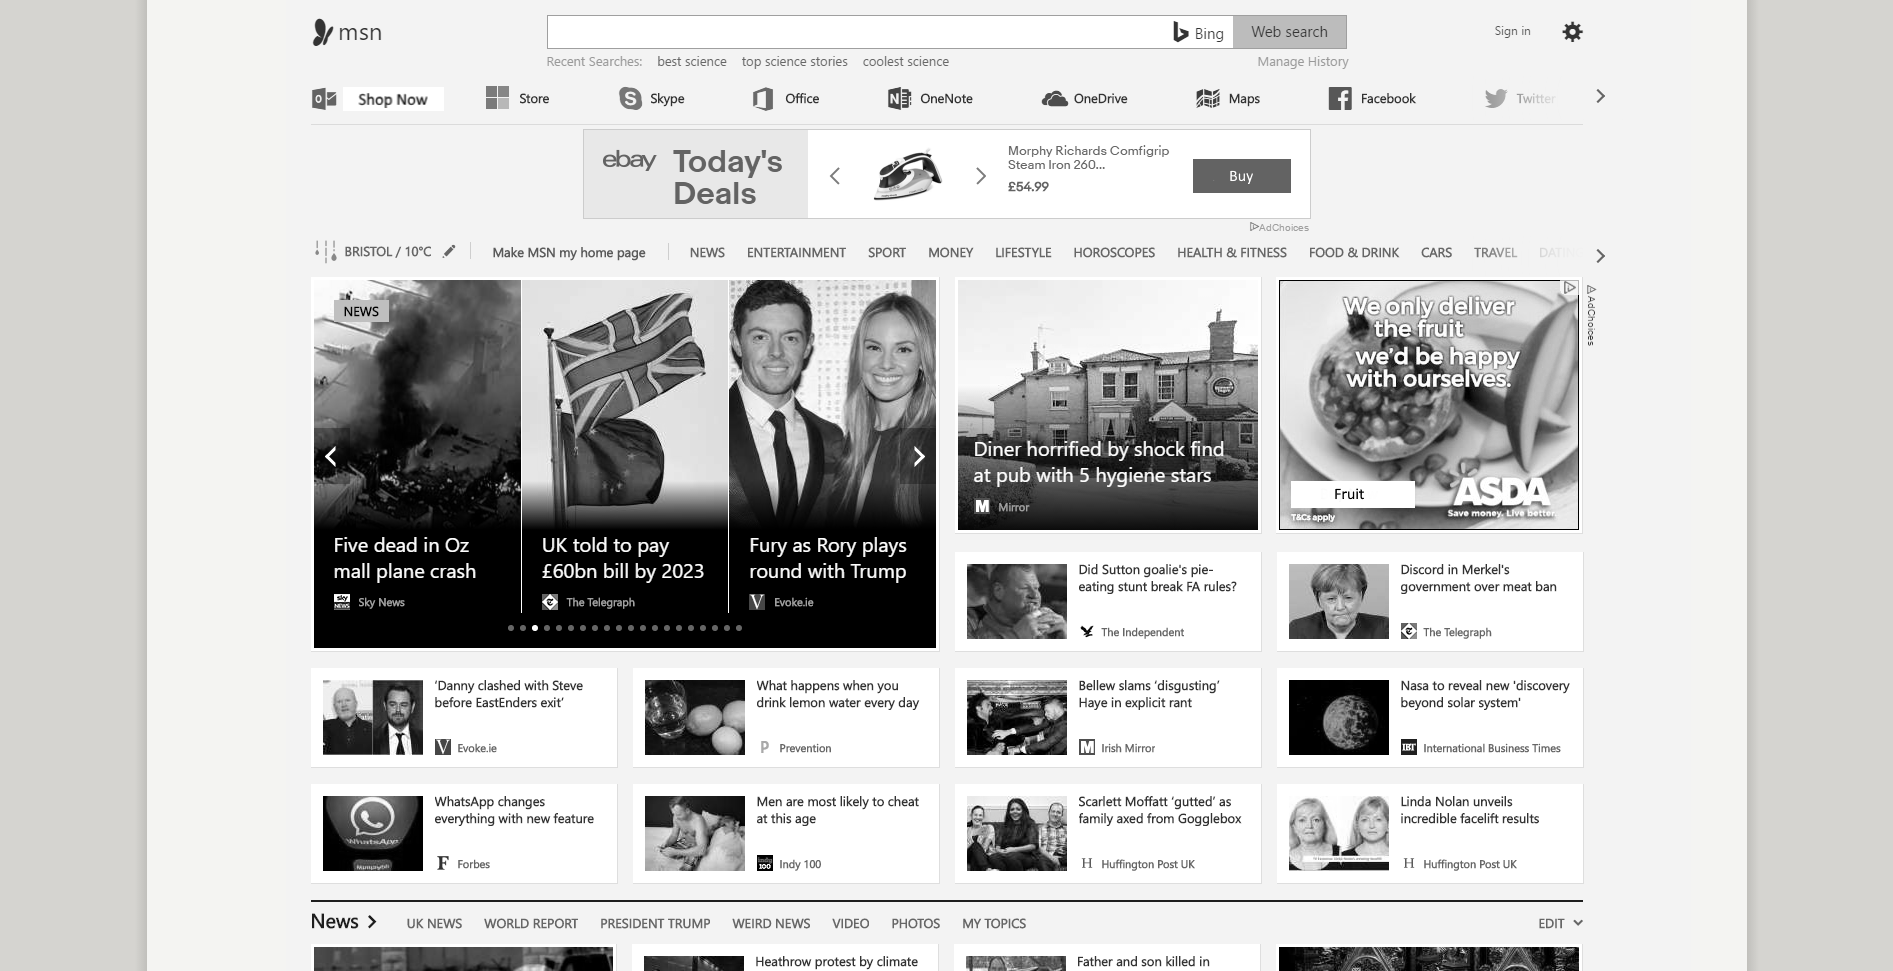 msn
Bing
Web search
Sign in
Recent Searches: best science top science stories coolest science
Manage History
Shop Now
Store
Skype
Office
OneNote
OneDrive
Maps
Facebook
Twitter
ebay
Today's
Deals
Morphy Richards Comfigrip
Steam Iron 260...
£54.99
Buy
AdChoices
BRISTOL / 10°C
Make MSN my home page
NEWS ENTERTAINMENT SPORT MONEY LIFESTYLE HOROSCOPES HEALTH & FITNESS FOOD & DRINK CARS TRAVEL
NEWS
Five dead in Oz
mall plane crash
sky NEWS
Sky News
UK told to pay
£60bn bill by 2023
The Telegraph
Fury as Rory plays
round with Trump
V Evoke.ie
Diner horrified by shock find
at pub with 5 hygiene stars
M Mirror
AdChoices
We only deliver
the fruit
we'd be happy
with ourselves.
Fruit
T&Cs apply
ASDA
Save money. Live better.
Did Sutton goalie's pie-
eating stunt break FA rules?
The Independent
Discord in Merkel's
government over meat ban
The Telegraph
‘Danny clashed with Steve
before EastEnders exit’
V Evoke.ie
What happens when you
drink lemon water every day
P Prevention
Bellew slams ‘disgusting’
Haye in explicit rant
M Irish Mirror
Nasa to reveal new 'discovery
beyond solar system'
IBT International Business Times
WhatsApp
WhatsApp changes
everything with new feature
F Forbes
Men are most likely to cheat
at this age
indy 100
Indy 100
Scarlett Moffatt ‘gutted’ as
family axed from Gogglebox
H Huffington Post UK
Linda Nolan unveils
incredible facelift results
H Huffington Post UK
News
UK NEWS WORLD REPORT PRESIDENT TRUMP WEIRD NEWS VIDEO PHOTOS MY TOPICS
EDIT
Heathrow protest by climate
Father and son killed in